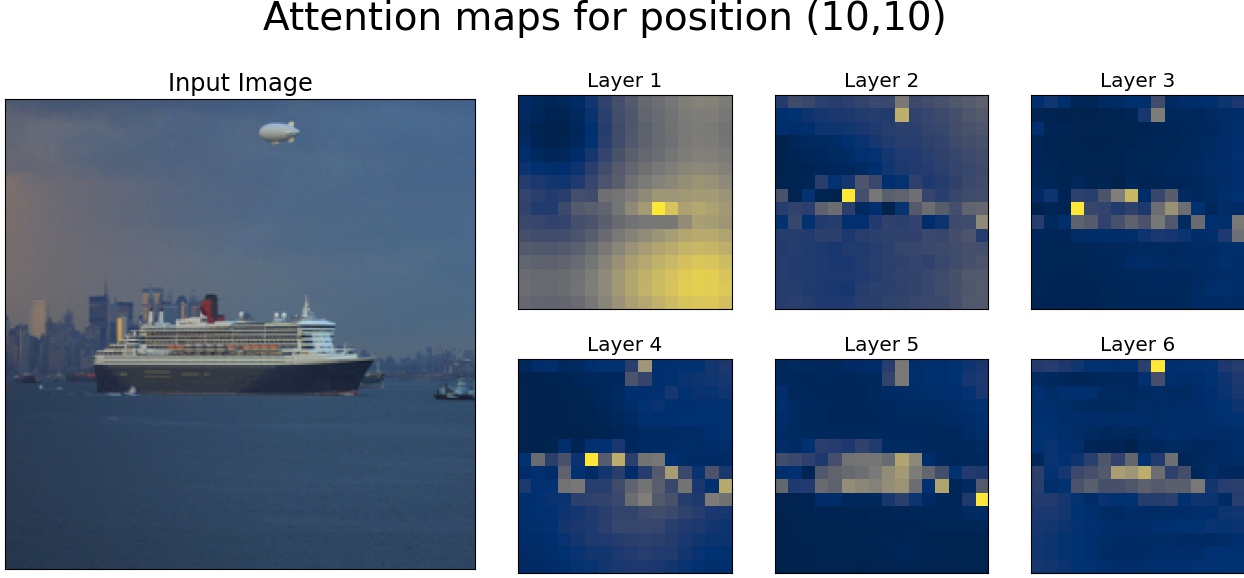 Attention maps for position (10,10)
Input Image
Layer 1
Layer 2
Layer 3
Layer 4
Layer 5
Layer 6